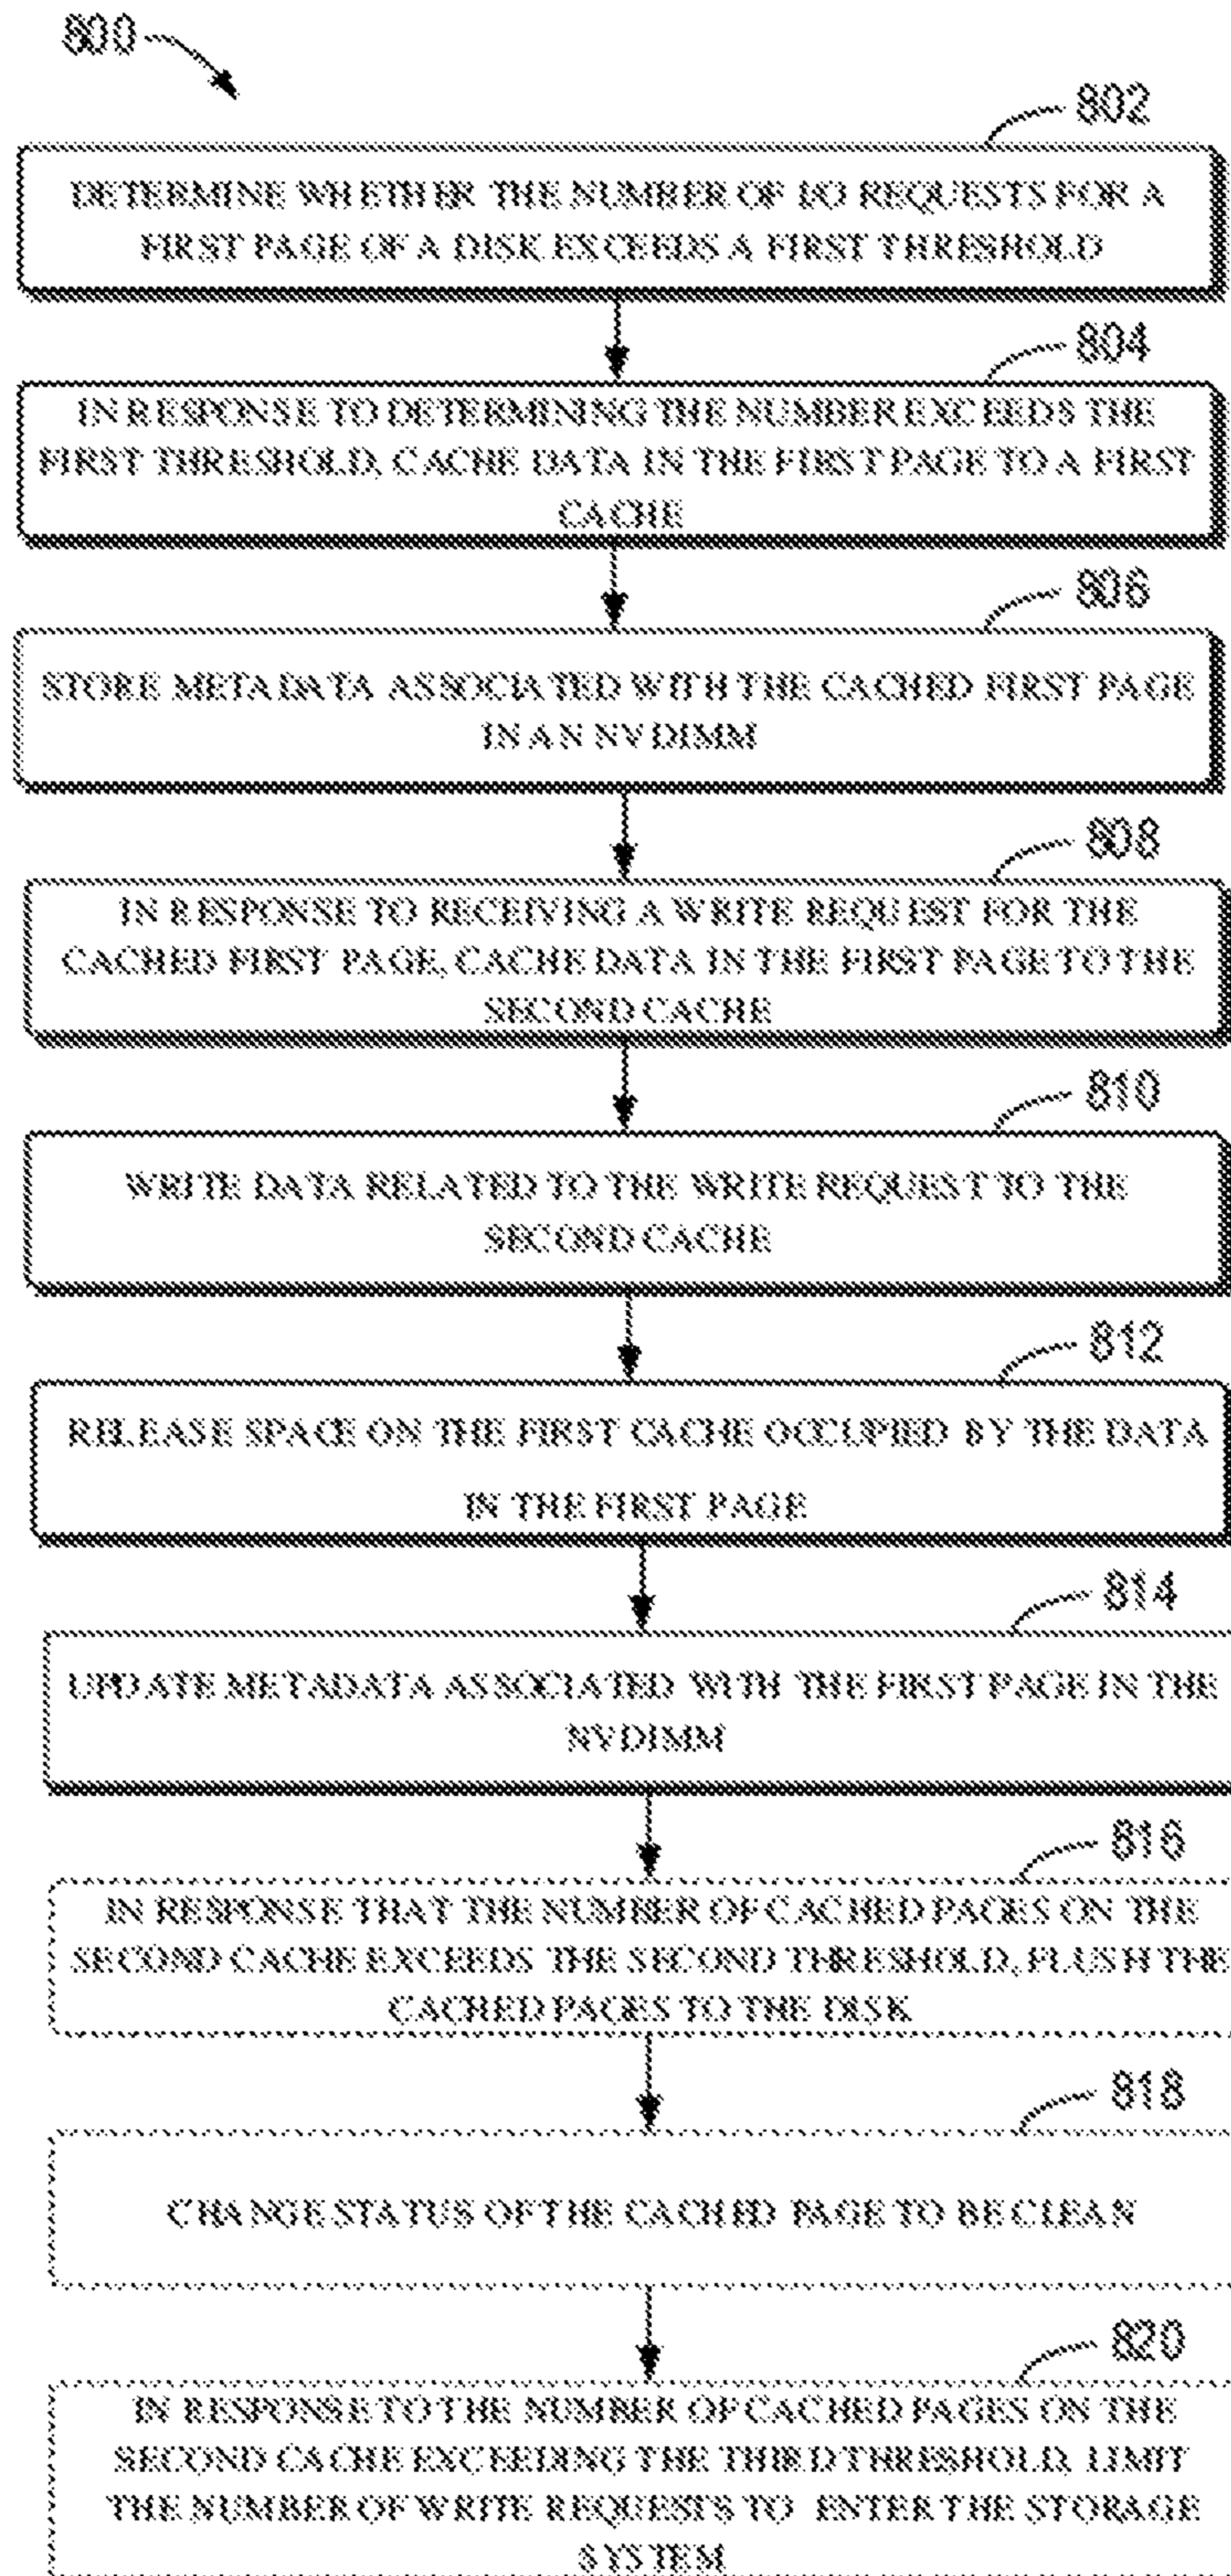 800
802
DETERMINE WHETHER THE NUMBER OF I/O REQUESTS FOR A
FIRST PAGE OF A DISK EXCEEDS A FIRST THRESHOLD
804
IN RESPONSE TO DETERMINING THE NUMBER EXCEEDS THE
FIRST THRESHOLD, CACHE DATA IN THE FIRST PAGE TO A FIRST
CACHE
806
STORE METADATA ASSOCIATED WITH THE CACHED FIRST PAGE
IN AN NVDIMM
808
IN RESPONSE TO RECEIVING A WRITE REQUEST FOR THE
CACHED FIRST PAGE, CACHE DATA IN THE FIRST PAGE TO THE
SECOND CACHE
810
WRITE DATA RELATED TO THE WRITE REQUEST TO THE
SECOND CACHE
812
RELEASE SPACE ON THE FIRST CACHE OCCUPIED BY THE DATA
IN THE FIRST PAGE
814
UPDATE METADATA ASSOCIATED WITH THE FIRST PAGE IN THE
NVDIMM
816
IN RESPONSE THAT THE NUMBER OF CACHED PAGES ON THE
SECOND CACHE EXCEEDS THE SECOND THRESHOLD, FLUSH THE
CACHED PAGES TO THE DISK
818
CHANGE STATUS OF THE CACHED PAGE TO BE CLEAN
820
IN RESPONSE TO THE NUMBER OF CACHED PAGES ON THE
SECOND CACHE EXCEEDING THE THIRD THRESHOLD, LIMIT
THE NUMBER OF WRITE REQUESTS TO ENTER THE STORAGE
SYSTEM